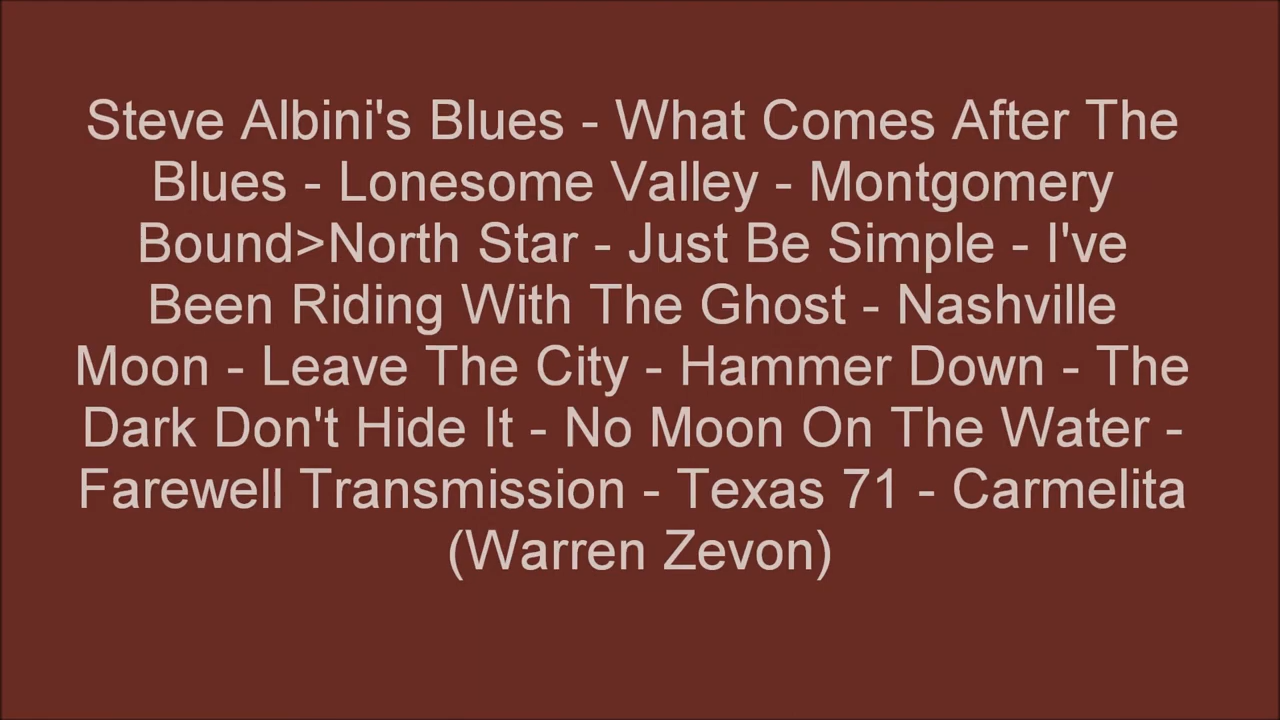 Steve Albini's Blues - What Comes After The
Blues - Lonesome Valley - Montgomery
Bound>North Star - Just Be Simple - I've
Been Riding With The Ghost - Nashville
Moon - Leave The City - Hammer Down - The
Dark Don't Hide It - No Moon On The Water -
Farewell Transmission - Texas 71 - Carmelita
(Warren Zevon)